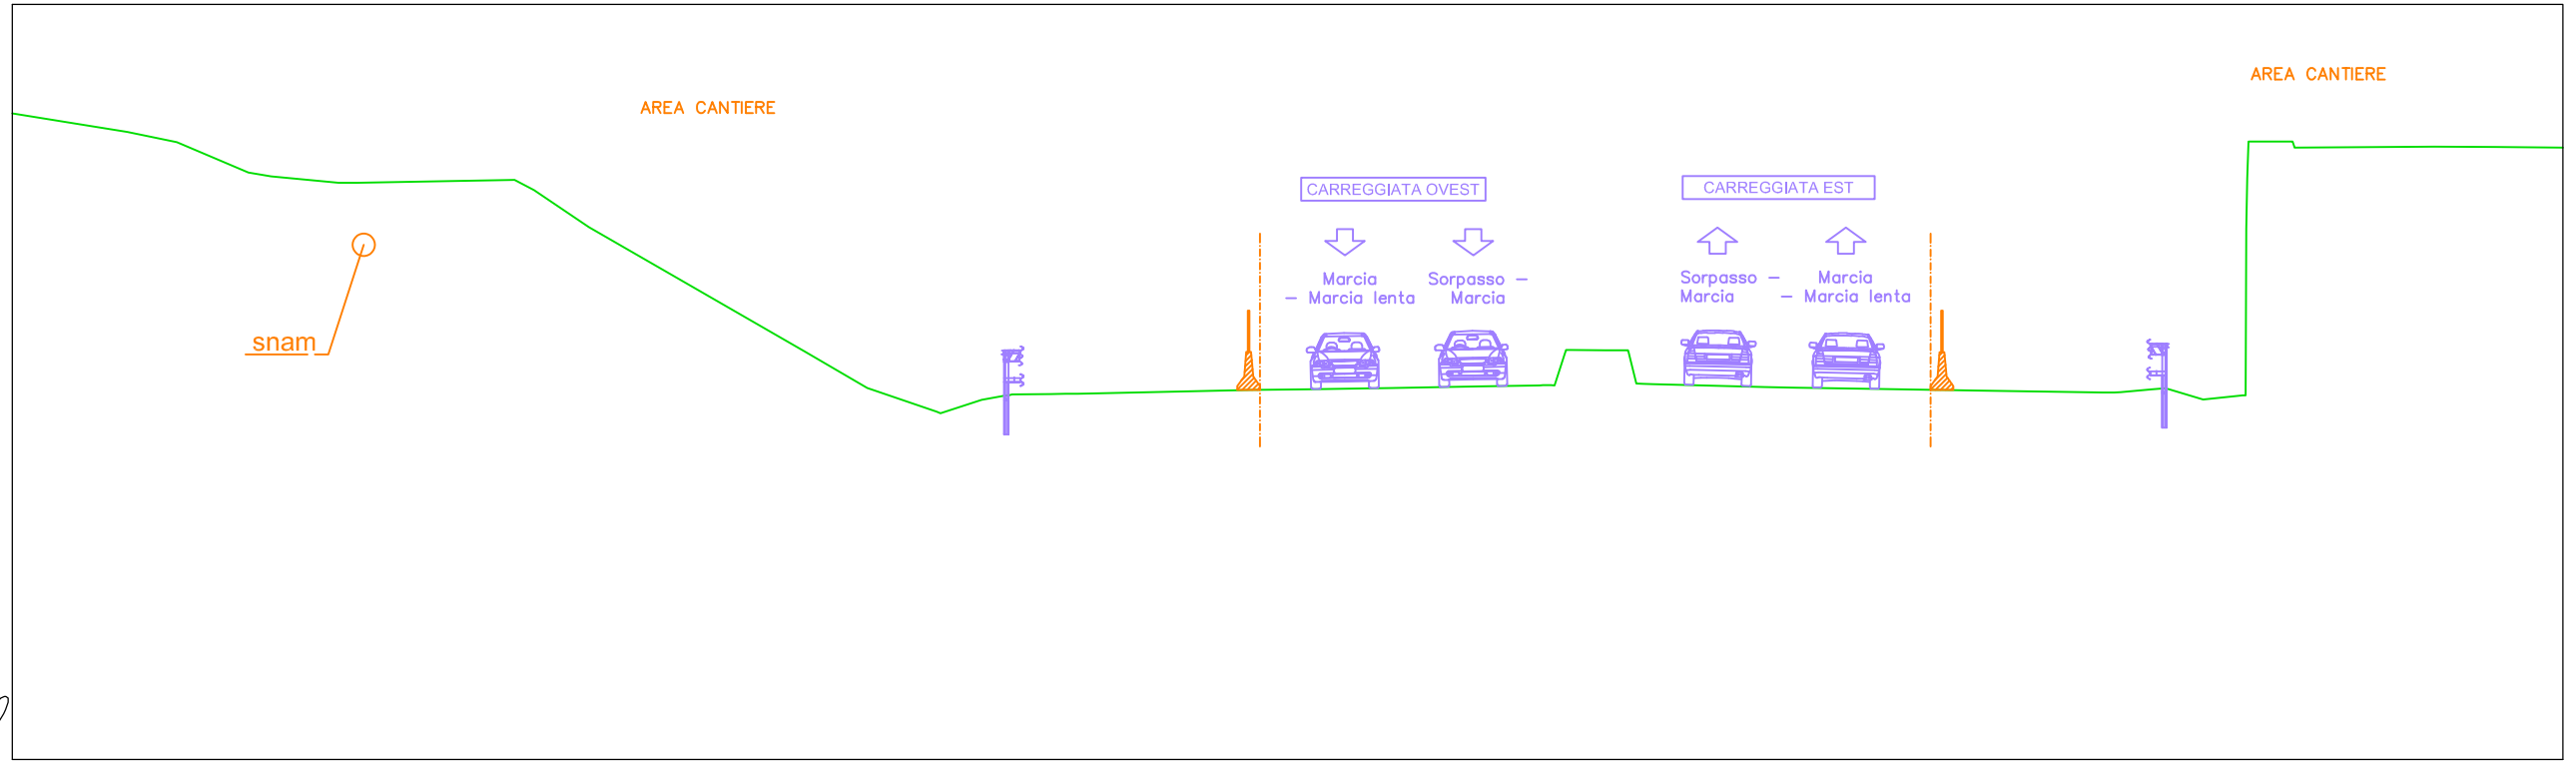 AREA CANTIERE
AREA CANTIERE
CARREGGIATA OVEST
CARREGGIATA EST
Marcia
- Marcia lenta
Sorpasso -
Marcia
Sorpasso -
Marcia
Marcia
- Marcia lenta
snam